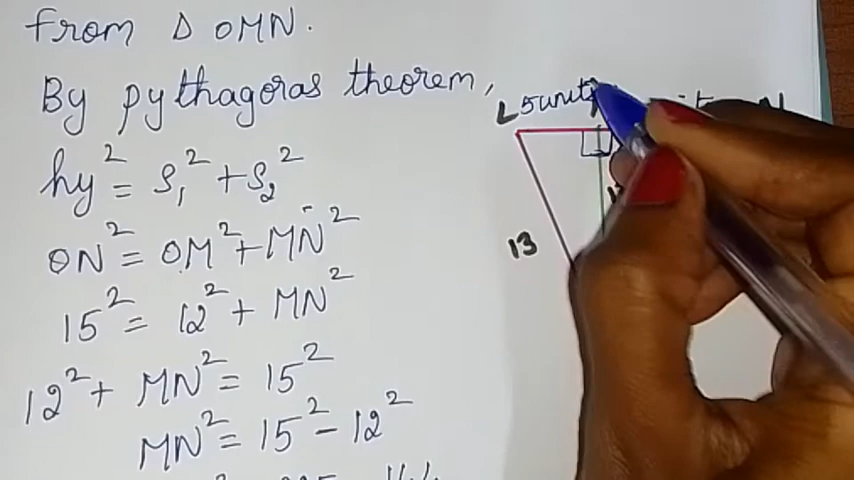 from Δ OMN.
By pythagoras theorem,
hy² = S₁² + S₂²
ON² = OM² + MN²
15² = 12² + MN²
12² + MN² = 15²
MN² = 15² - 12²
L 5 units
13